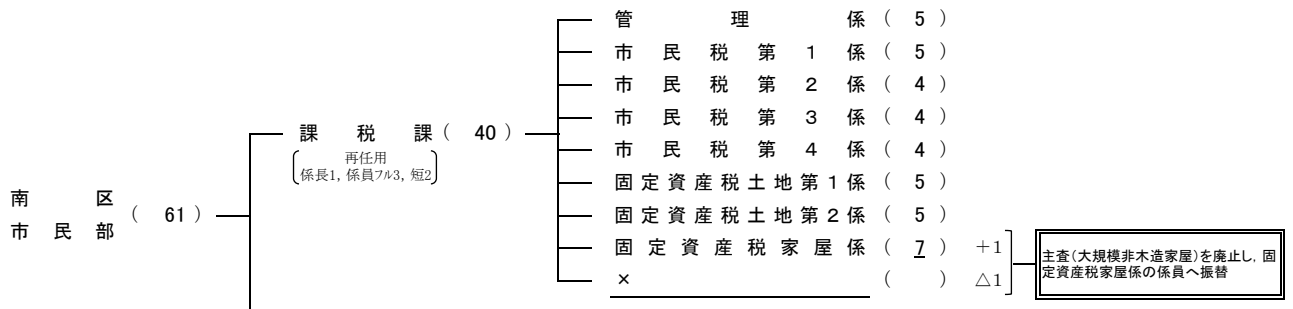 管理係( 5 )
市民税第1係( 5 )
市民税第2係( 4 )
市民税第3係( 4 )
市民税第4係( 4 )
固定資産税土地第1係( 5 )
固定資産税土地第2係( 5 )
固定資産税家屋係( 7 ) +1
×( ) △1
課税課( 40 )
再任用
係長1, 係員フル3, 短2
南区
市民部
( 61 )
主査(大規模非木造家屋)を廃止し, 固
定資産税家屋係の係員へ振替